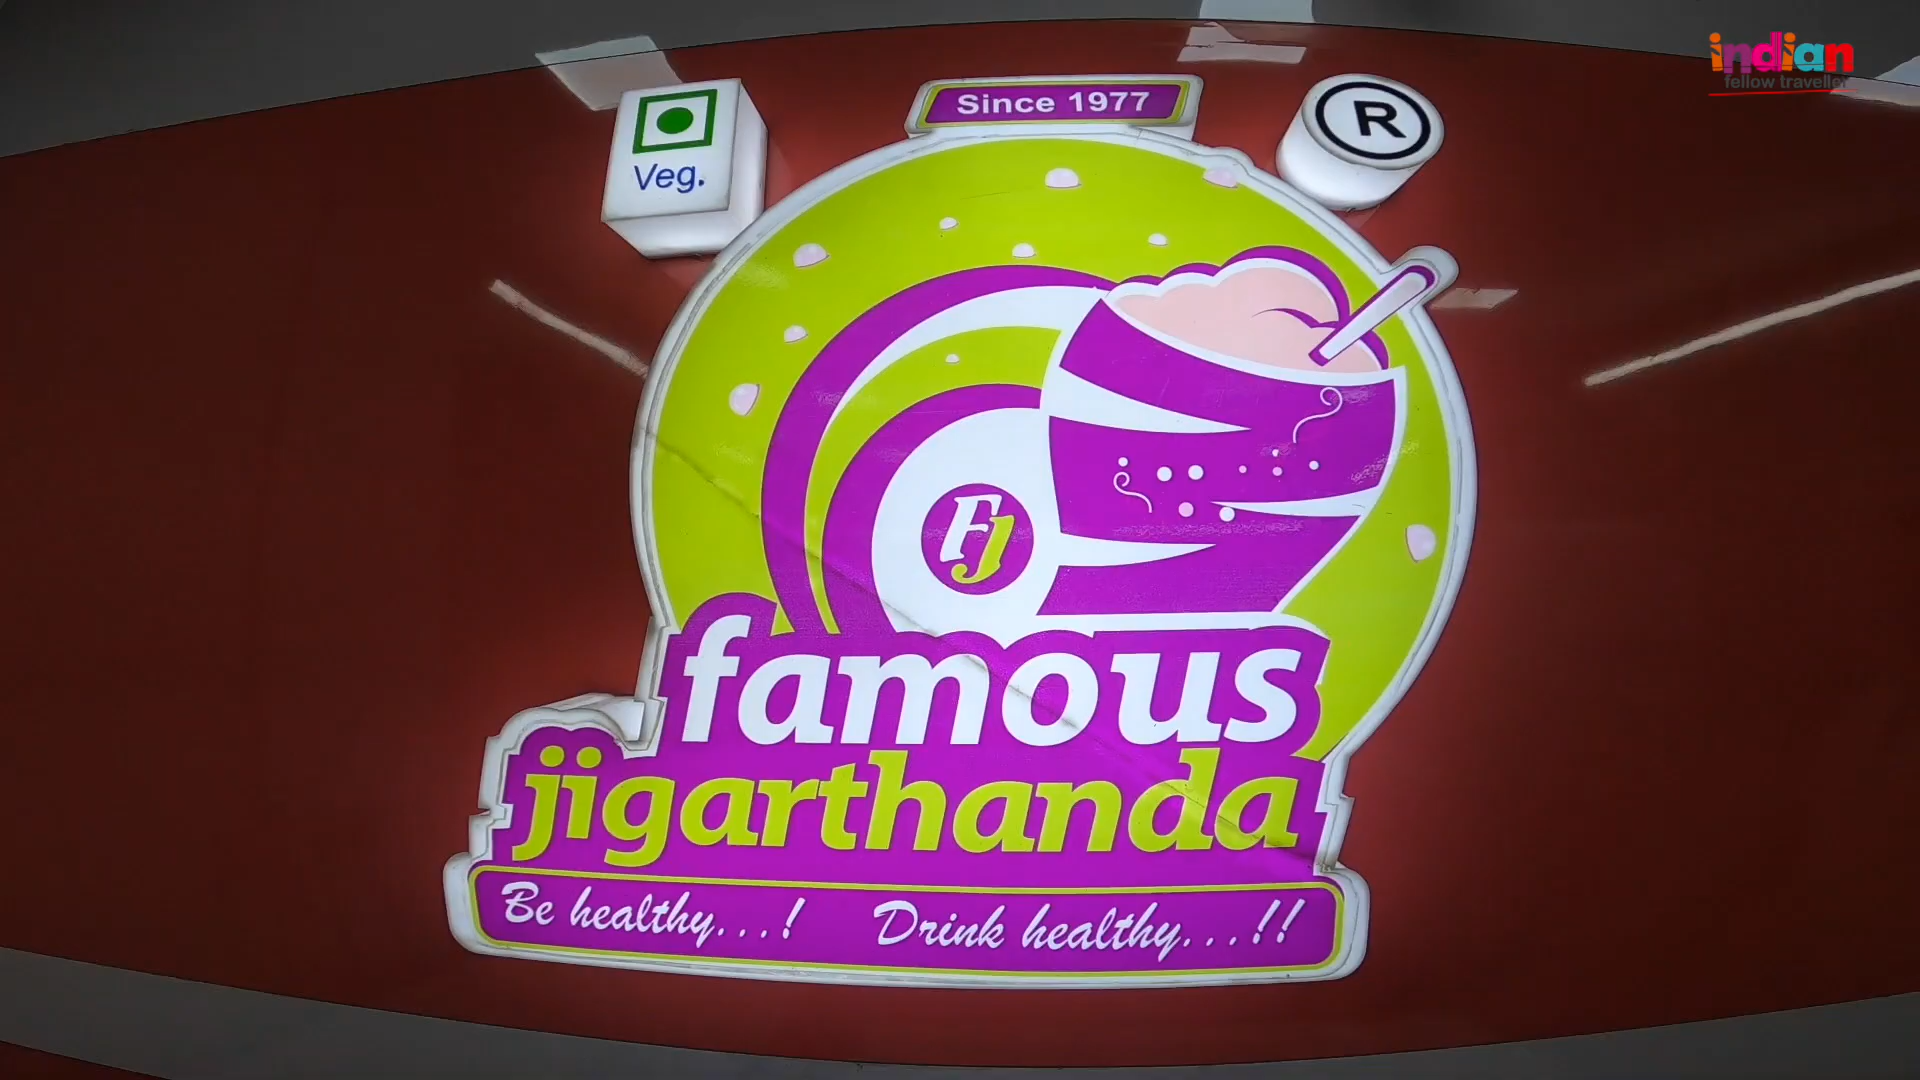 indian
fellow traveller
Since 1977
Veg.
R
FJ
famous
jigarthanda
Be healthy...! Drink healthy...!!